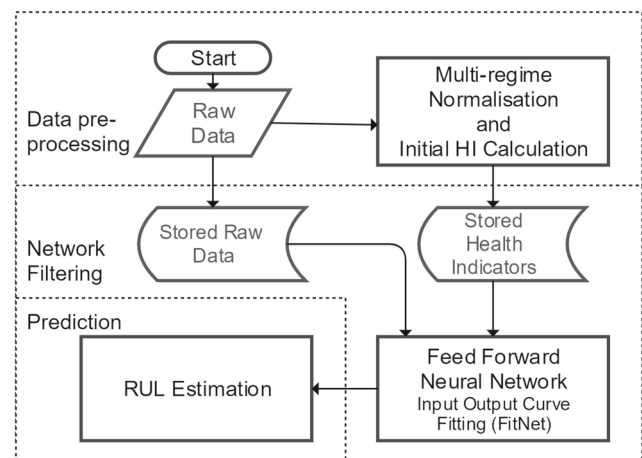 Start
Data pre-
processing
Raw
Data
Multi-regime
Normalisation
and
Initial HI Calculation
Network
Filtering
Stored Raw
Data
Stored
Health
Indicators
Prediction
RUL Estimation
Feed Forward
Neural Network
Input Output Curve
Fitting (FitNet)